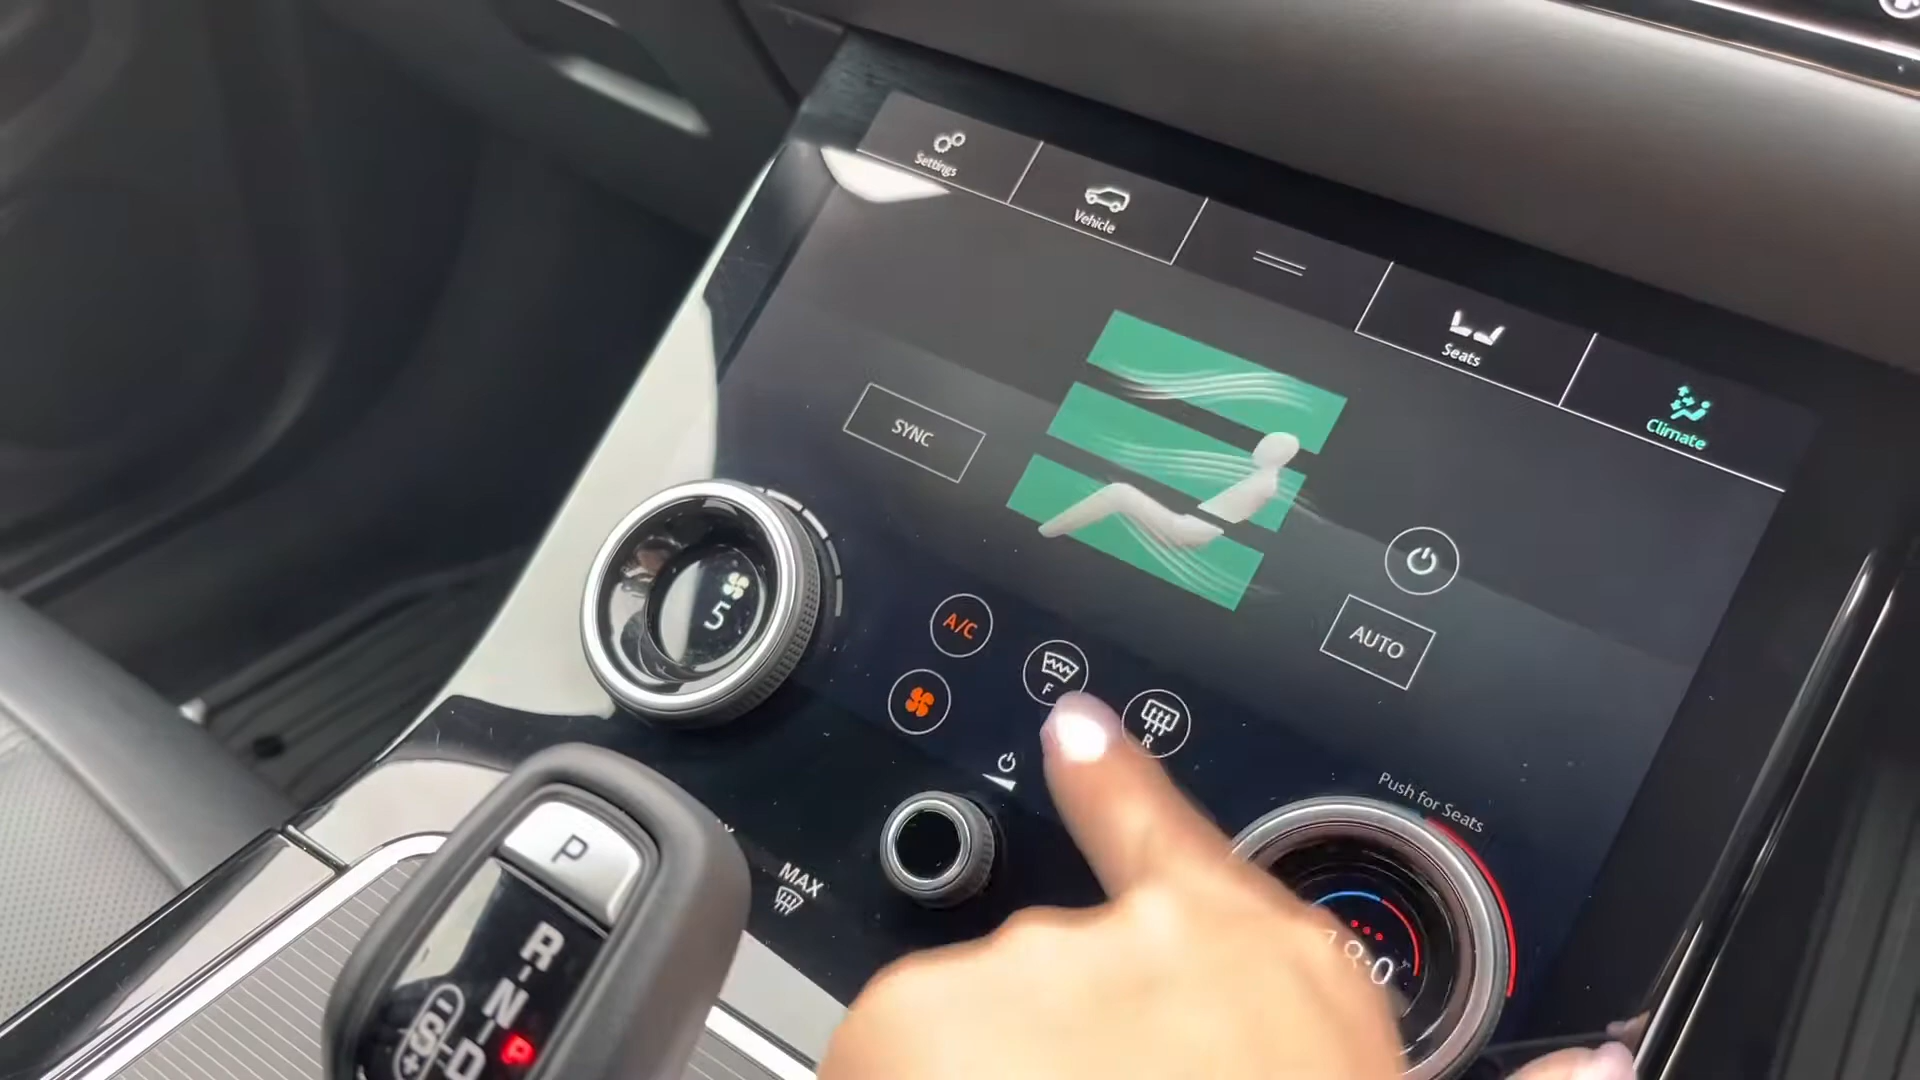 Settings
Vehicle
Seats
Climate
SYNC
5
A/C
F
R
AUTO
Push for Seats
MAX
P
R
N
D
P
S
+